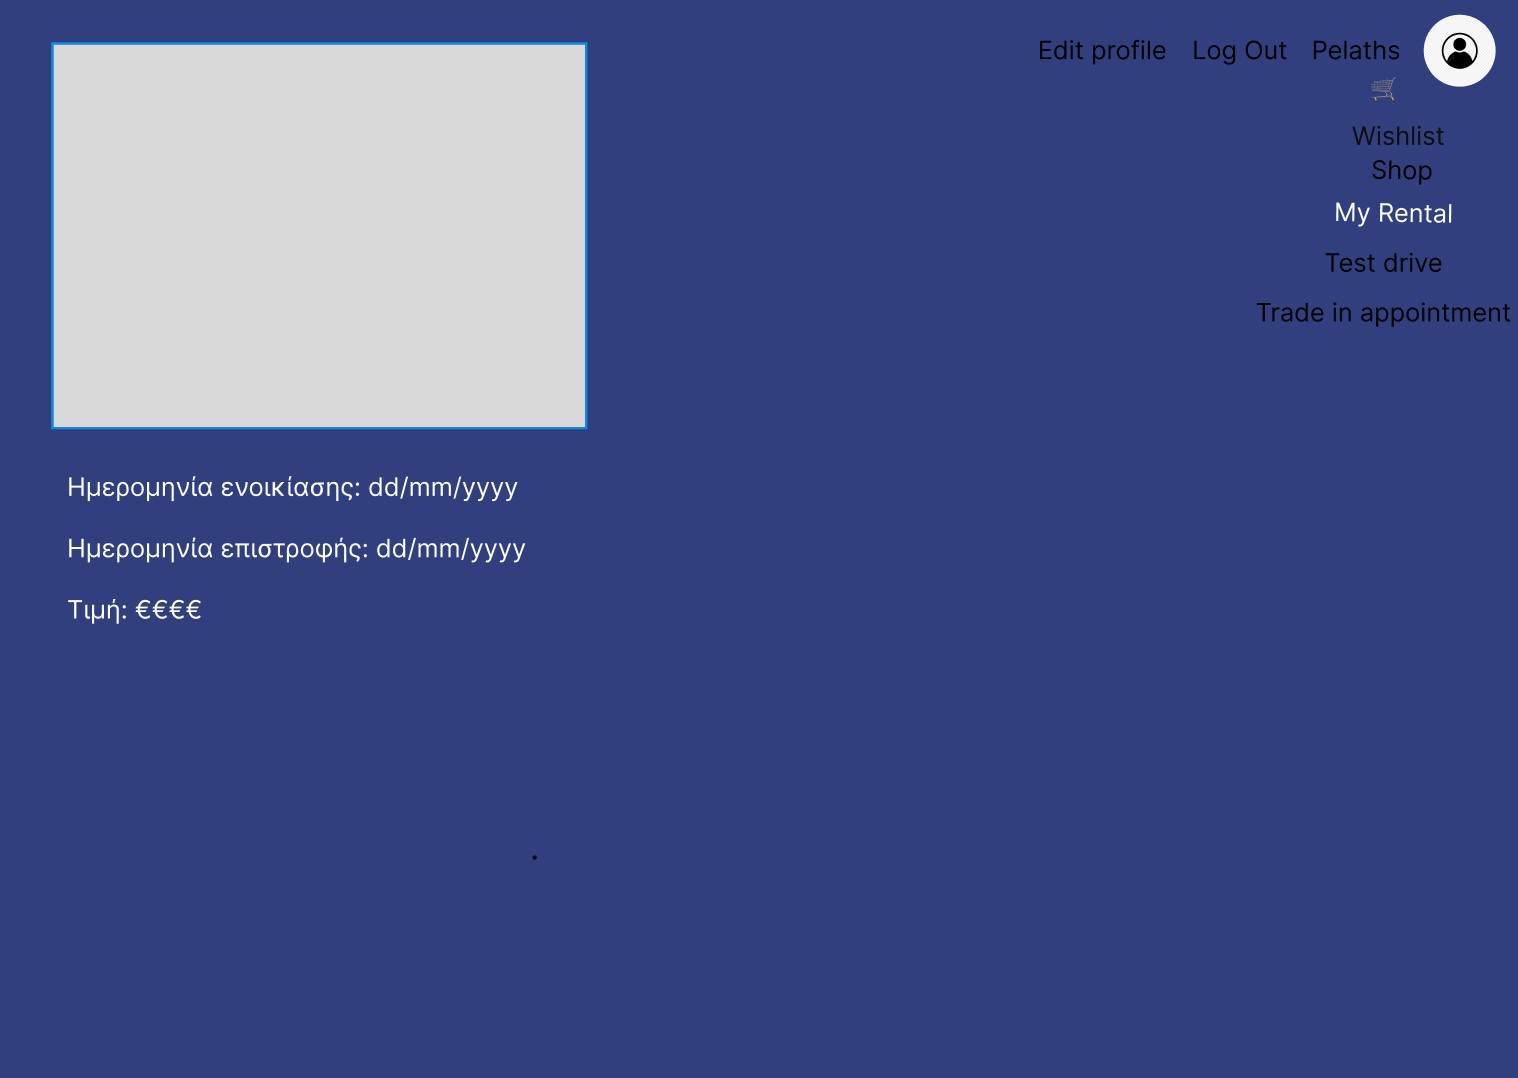 Edit profile Log Out Pelaths
Wishlist
Shop
My Rental
Test drive
Trade in appointment
Ημερομηνία ενοικίασης: dd/mm/yyyy
Ημερομηνία επιστροφής: dd/mm/yyyy
Τιμή: €€€€
.